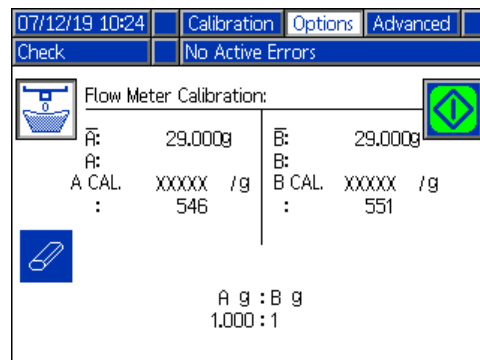 07/12/19 10:24 Calibration Options Advanced
Check No Active Errors
Flow Meter Calibration:
A̅: 29.000g B̅: 29.000g
A: B:
A CAL. XXXXX /g B CAL. XXXXX /g
: 546 : 551
A g : B g
1.000 : 1